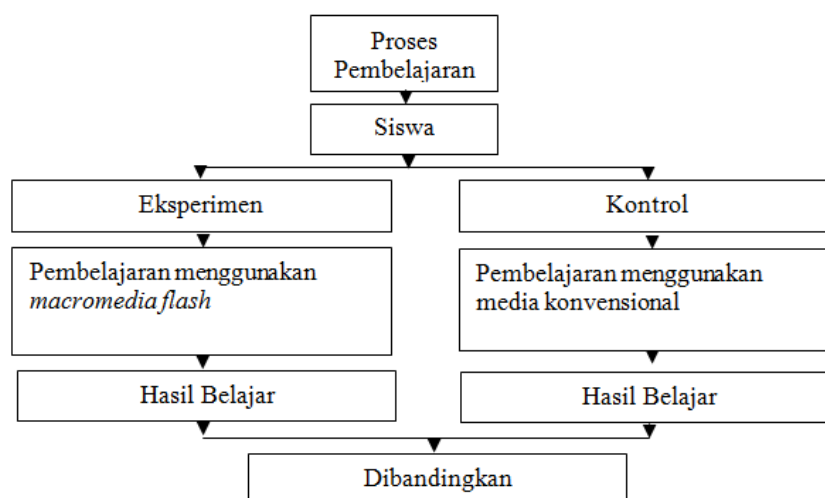 Proses
Pembelajaran
Siswa
Eksperimen
Kontrol
Pembelajaran menggunakan
macromedia flash
Pembelajaran menggunakan
media konvensional
Hasil Belajar
Hasil Belajar
Dibandingkan